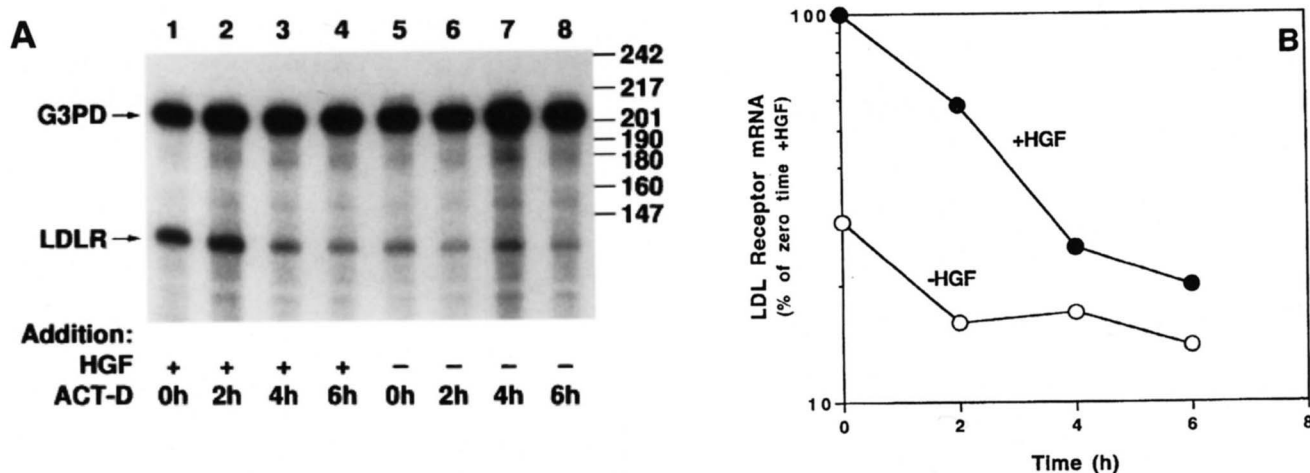 A
1 2 3 4 5 6 7 8
242
217
G3PD
201
190
180
160
147
LDLR
Addition:
HGF + + + + − − − −
ACT-D 0h 2h 4h 6h 0h 2h 4h 6h
B
100
+HGF
-HGF
10
0 2 4 6 8
LDL Receptor mRNA
(% of zero time +HGF)
Time (h)